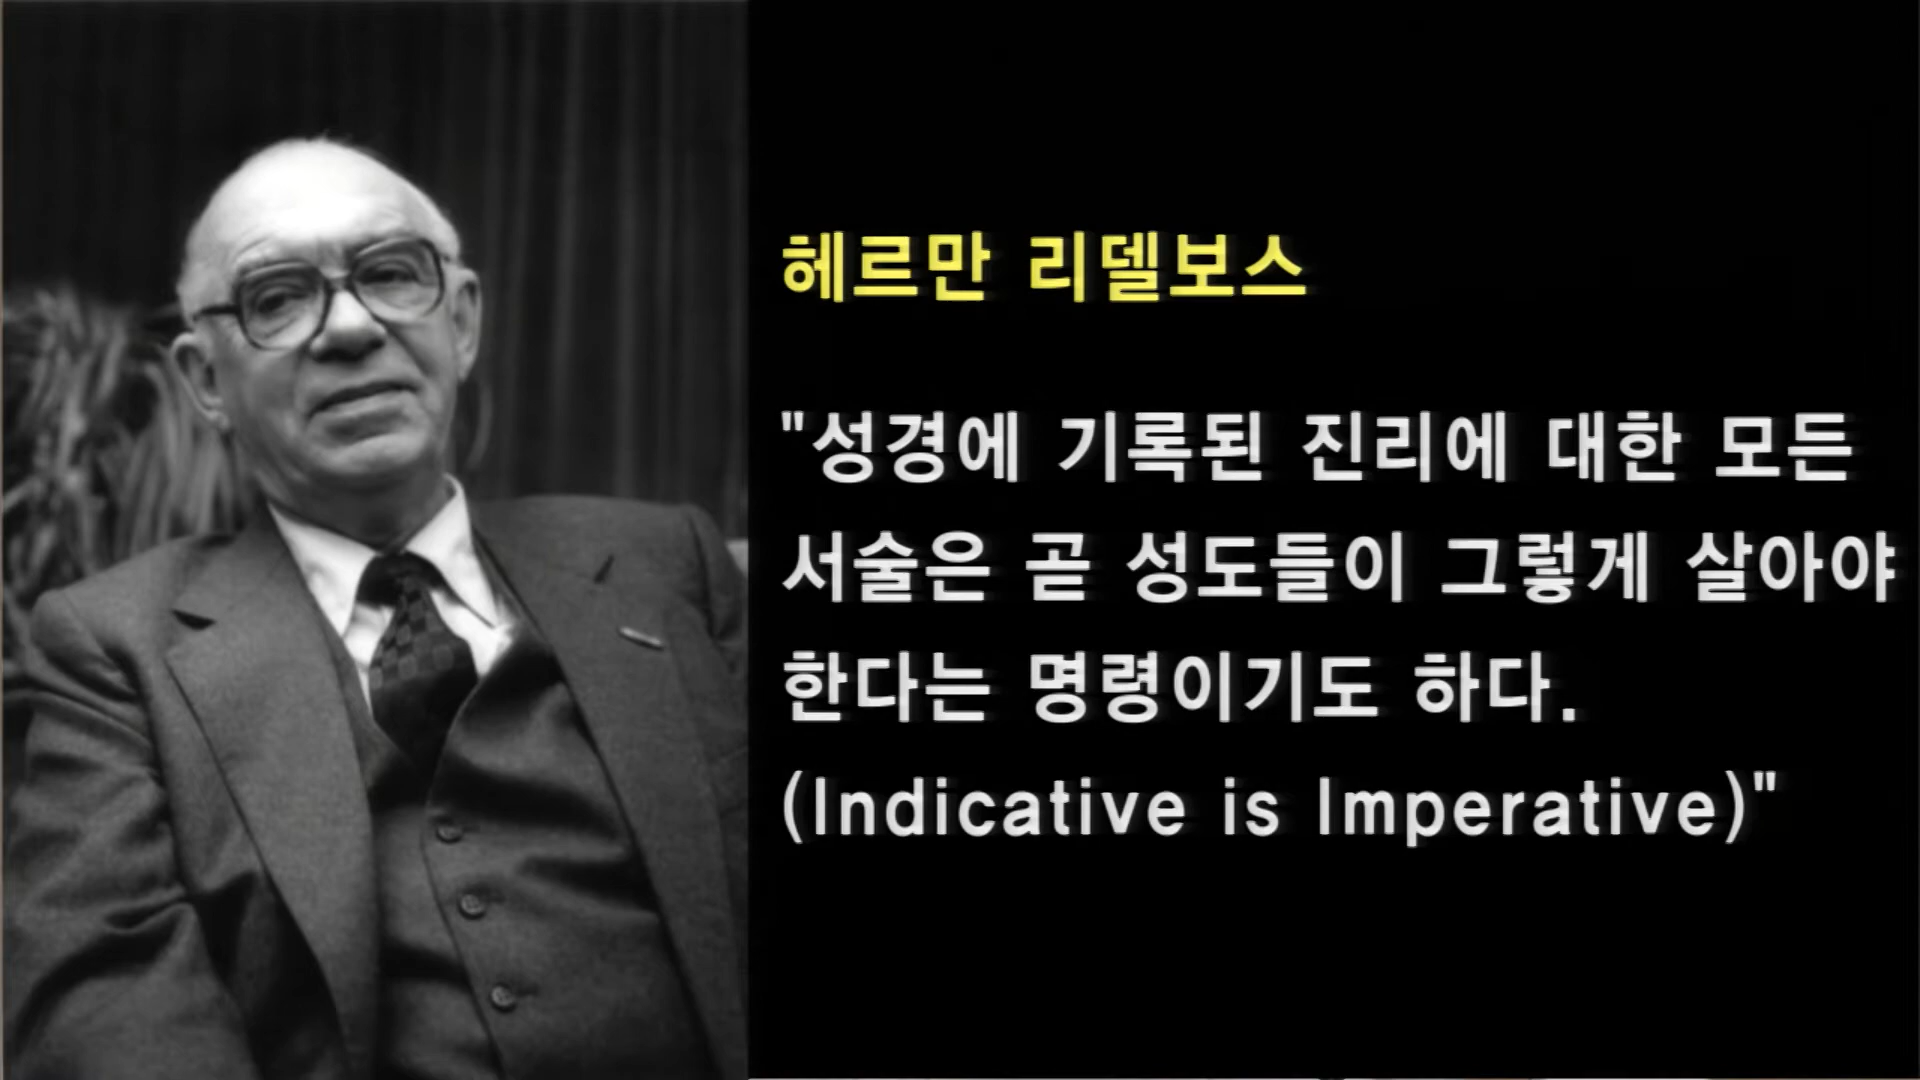 헤르만 리델보스
"성경에 기록된 진리에 대한 모든
서술은 곧 성도들이 그렇게 살아야
한다는 명령이기도 하다.
(Indicative is Imperative)"